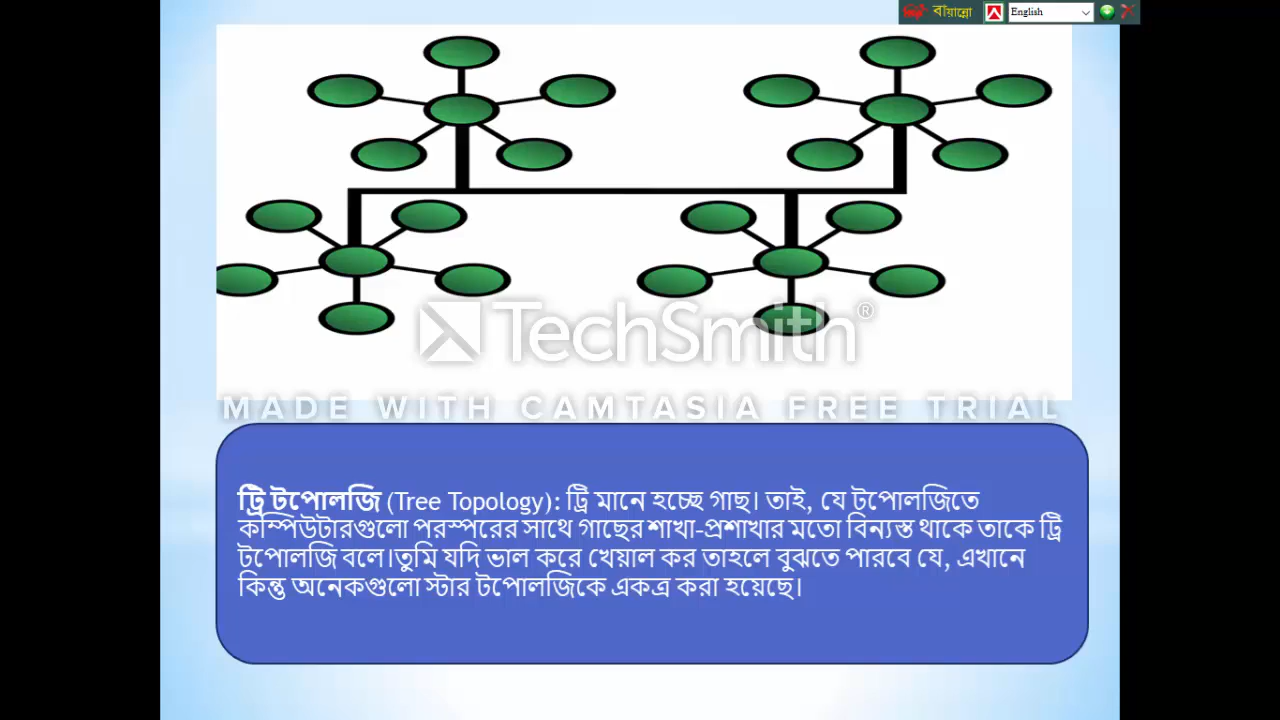 বাঁয়ান্নো English
TechSmith®
MADE WITH CAMTASIA FREE TRIAL
ট্রি টপোলজি (Tree Topology): ট্রি মানে হচ্ছে গাছ। তাই, যে টপোলজিতে
কম্পিউটারগুলো পরস্পরের সাথে গাছের শাখা-প্রশাখার মতো বিন্যস্ত থাকে তাকে ট্রি
টপোলজি বলে।তুমি যদি ভাল করে খেয়াল কর তাহলে বুঝতে পারবে যে, এখানে
কিন্তু অনেকগুলো স্টার টপোলজিকে একত্র করা হয়েছে।